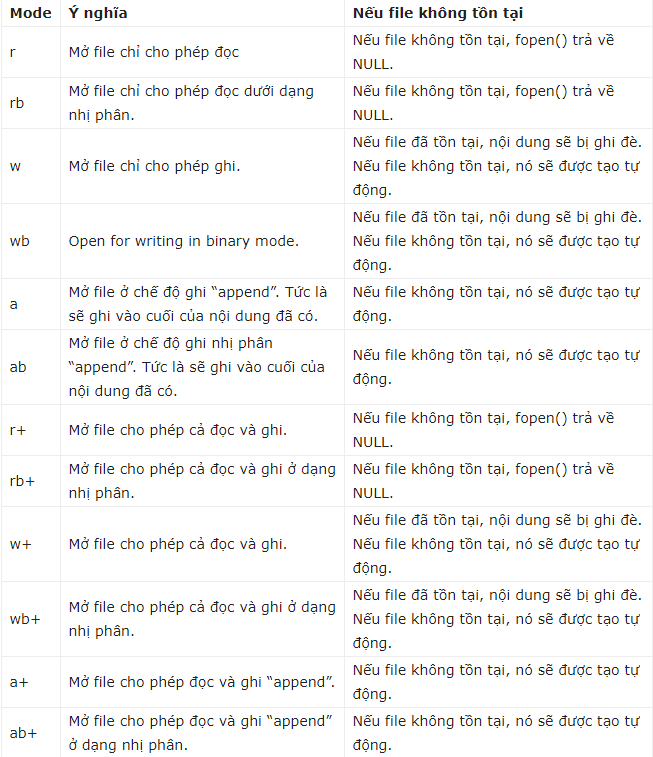 Mode Ý nghĩa Nếu file không tồn tại
r Mở file chỉ cho phép đọc Nếu file không tồn tại, fopen() trả về
NULL.
rb Mở file chỉ cho phép đọc dưới dạng
nhị phân. Nếu file không tồn tại, fopen() trả về
NULL.
w Mở file chỉ cho phép ghi. Nếu file đã tồn tại, nội dung sẽ bị ghi đè.
Nếu file không tồn tại, nó sẽ được tạo tự
động.
wb Open for writing in binary mode. Nếu file đã tồn tại, nội dung sẽ bị ghi đè.
Nếu file không tồn tại, nó sẽ được tạo tự
động.
a Mở file ở chế độ ghi “append”. Tức là
sẽ ghi vào cuối của nội dung đã có. Nếu file không tồn tại, nó sẽ được tạo tự
động.
ab Mở file ở chế độ ghi nhị phân
“append”. Tức là sẽ ghi vào cuối của
nội dung đã có. Nếu file không tồn tại, nó sẽ được tạo tự
động.
r+ Mở file cho phép cả đọc và ghi. Nếu file không tồn tại, fopen() trả về
NULL.
rb+ Mở file cho phép cả đọc và ghi ở dạng
nhị phân. Nếu file không tồn tại, fopen() trả về
NULL.
w+ Mở file cho phép cả đọc và ghi. Nếu file đã tồn tại, nội dung sẽ bị ghi đè.
Nếu file không tồn tại, nó sẽ được tạo tự
động.
wb+ Mở file cho phép cả đọc và ghi ở dạng
nhị phân. Nếu file đã tồn tại, nội dung sẽ bị ghi đè.
Nếu file không tồn tại, nó sẽ được tạo tự
động.
a+ Mở file cho phép đọc và ghi “append”. Nếu file không tồn tại, nó sẽ được tạo tự
động.
ab+ Mở file cho phép đọc và ghi “append”
ở dạng nhị phân. Nếu file không tồn tại, nó sẽ được tạo tự
động.